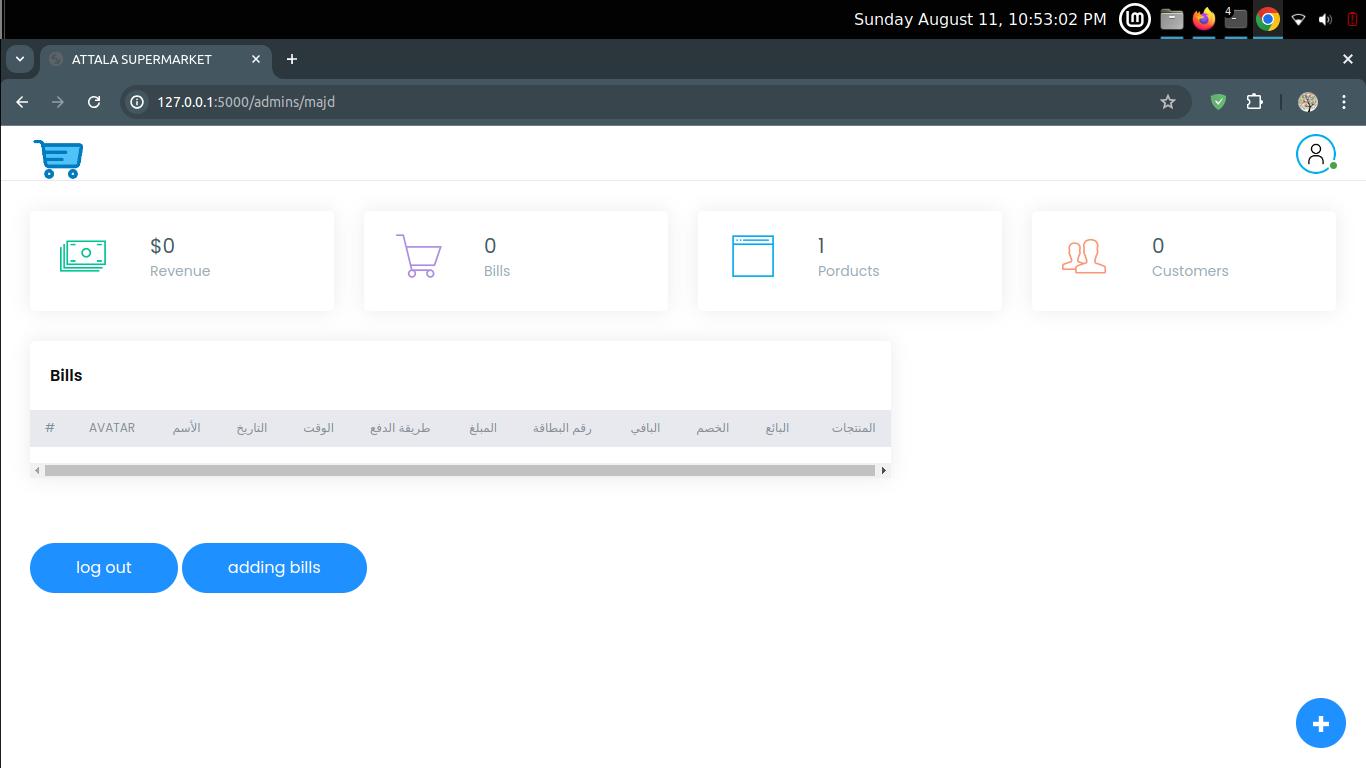 Sunday August 11, 10:53:02 PM
4
ATTALA SUPERMARKET
127.0.0.1:5000/admins/majd
$0
Revenue
0
Bills
1
Porducts
0
Customers
Bills
# AVATAR الأسم التاريخ الوقت طريقة الدفع المبلغ رقم البطاقة الباقي الخصم البائع المنتجات
log out
adding bills